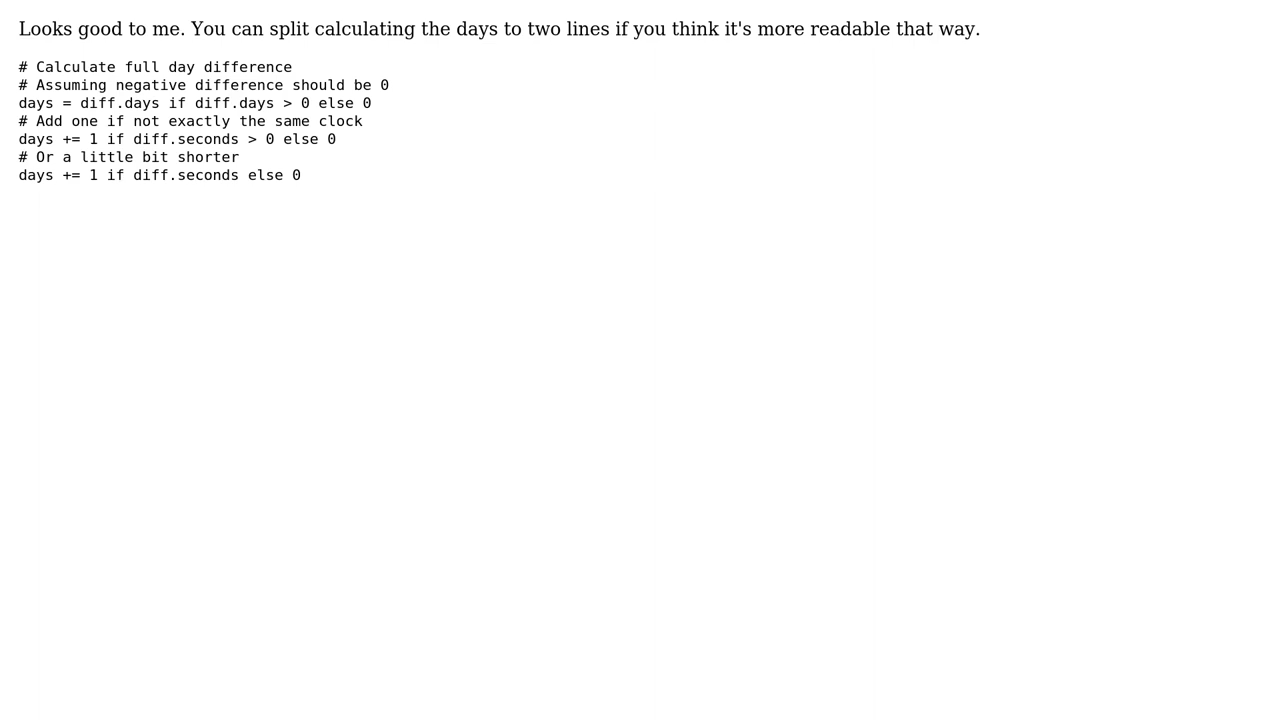 Looks good to me. You can split calculating the days to two lines if you think it's more readable that way.
# Calculate full day difference
# Assuming negative difference should be 0
days = diff.days if diff.days > 0 else 0
# Add one if not exactly the same clock
days += 1 if diff.seconds > 0 else 0
# Or a little bit shorter
days += 1 if diff.seconds else 0